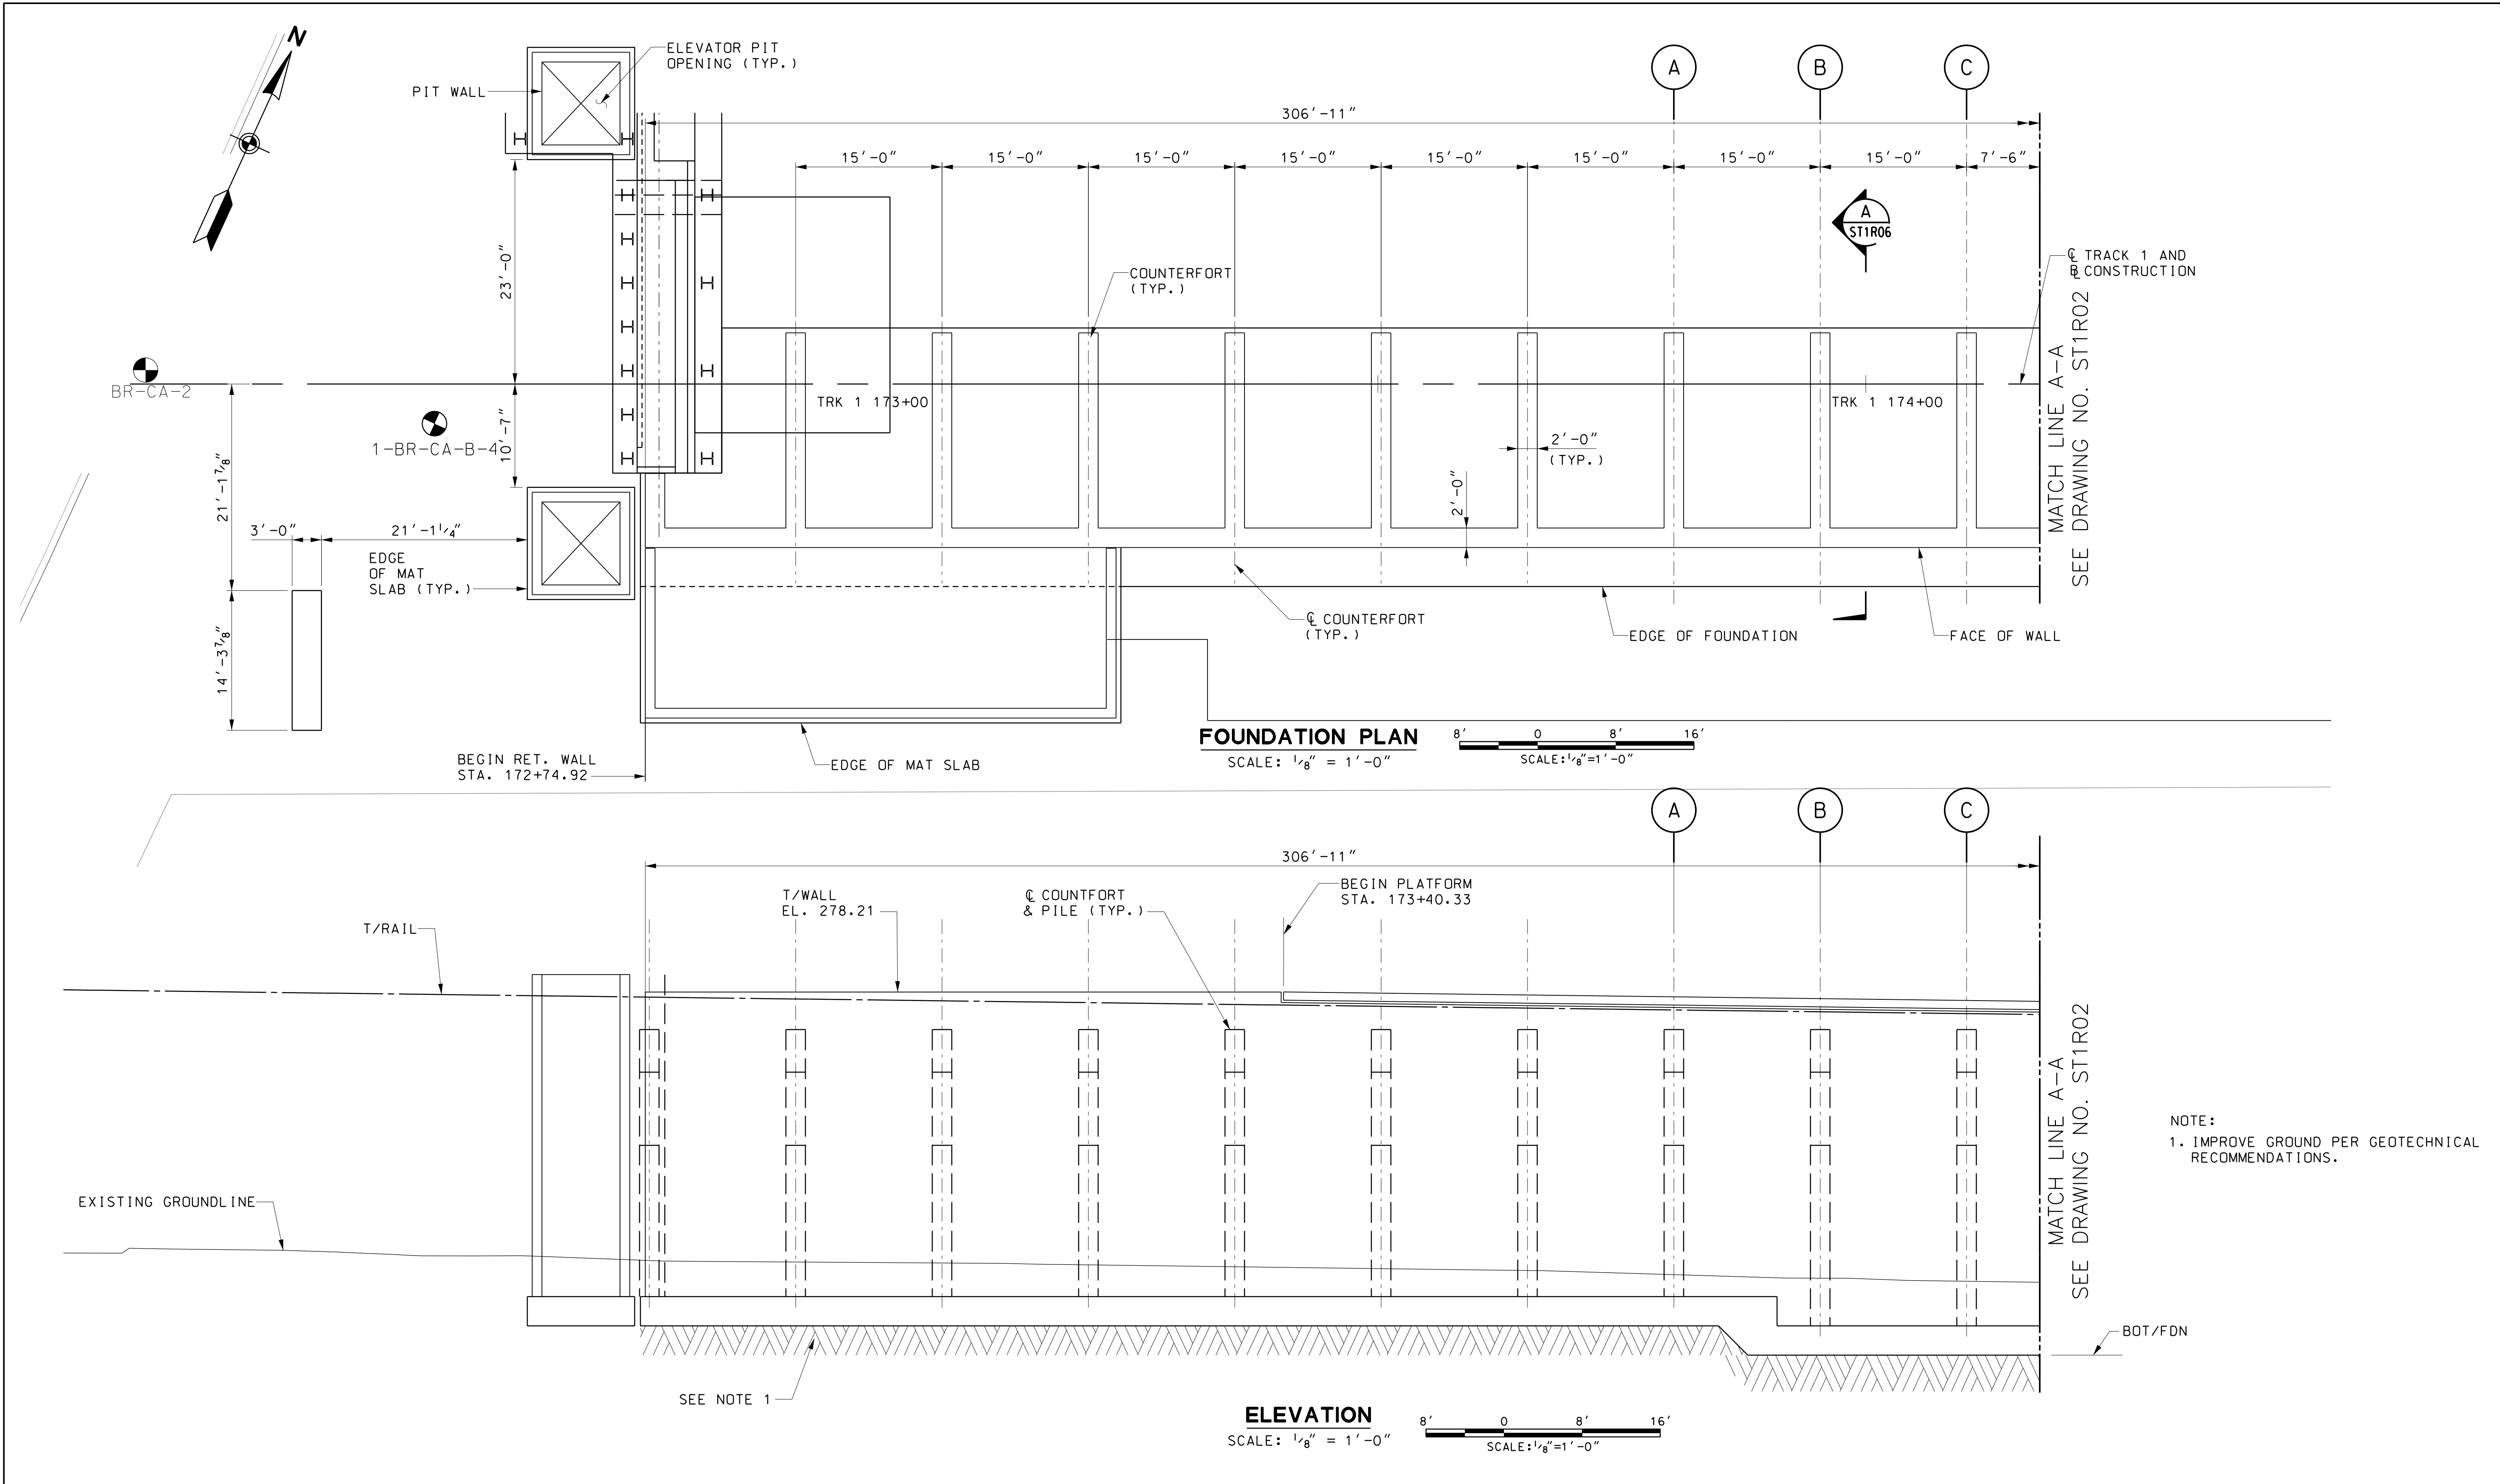 N
ELEVATOR PIT
OPENING (TYP.)
PIT WALL
A
B
C
306'-11"
15'-0"
15'-0"
15'-0"
15'-0"
15'-0"
15'-0"
15'-0"
15'-0"
7'-6"
A
ST1R06
23'-0"
COUNTERFORT
(TYP.)
℄ TRACK 1 AND
B̲L CONSTRUCTION
MATCH LINE A-A
SEE DRAWING NO. ST1R02
BR-CA-2
TRK 1 173+00
TRK 1 174+00
1-BR-CA-B-4
10'-7"
21'-1⅞"
2'-0"
(TYP.)
2'-0"
3'-0"
21'-1¼"
EDGE
OF MAT
SLAB (TYP.)
14'-3⅞"
℄ COUNTERFORT
(TYP.)
EDGE OF FOUNDATION
FACE OF WALL
BEGIN RET. WALL
STA. 172+74.92
EDGE OF MAT SLAB
FOUNDATION PLAN
SCALE: ⅛" = 1'-0"
8' 0 8' 16'
SCALE:⅛"=1'-0"
A
B
C
306'-11"
T/WALL
EL. 278.21
℄ COUNTFORT
& PILE (TYP.)
BEGIN PLATFORM
STA. 173+40.33
T/RAIL
MATCH LINE A-A
SEE DRAWING NO. ST1R02
NOTE:
1. IMPROVE GROUND PER GEOTECHNICAL
RECOMMENDATIONS.
EXISTING GROUNDLINE
BOT/FDN
SEE NOTE 1
ELEVATION
SCALE: ⅛" = 1'-0"
8' 0 8' 16'
SCALE:⅛"=1'-0"